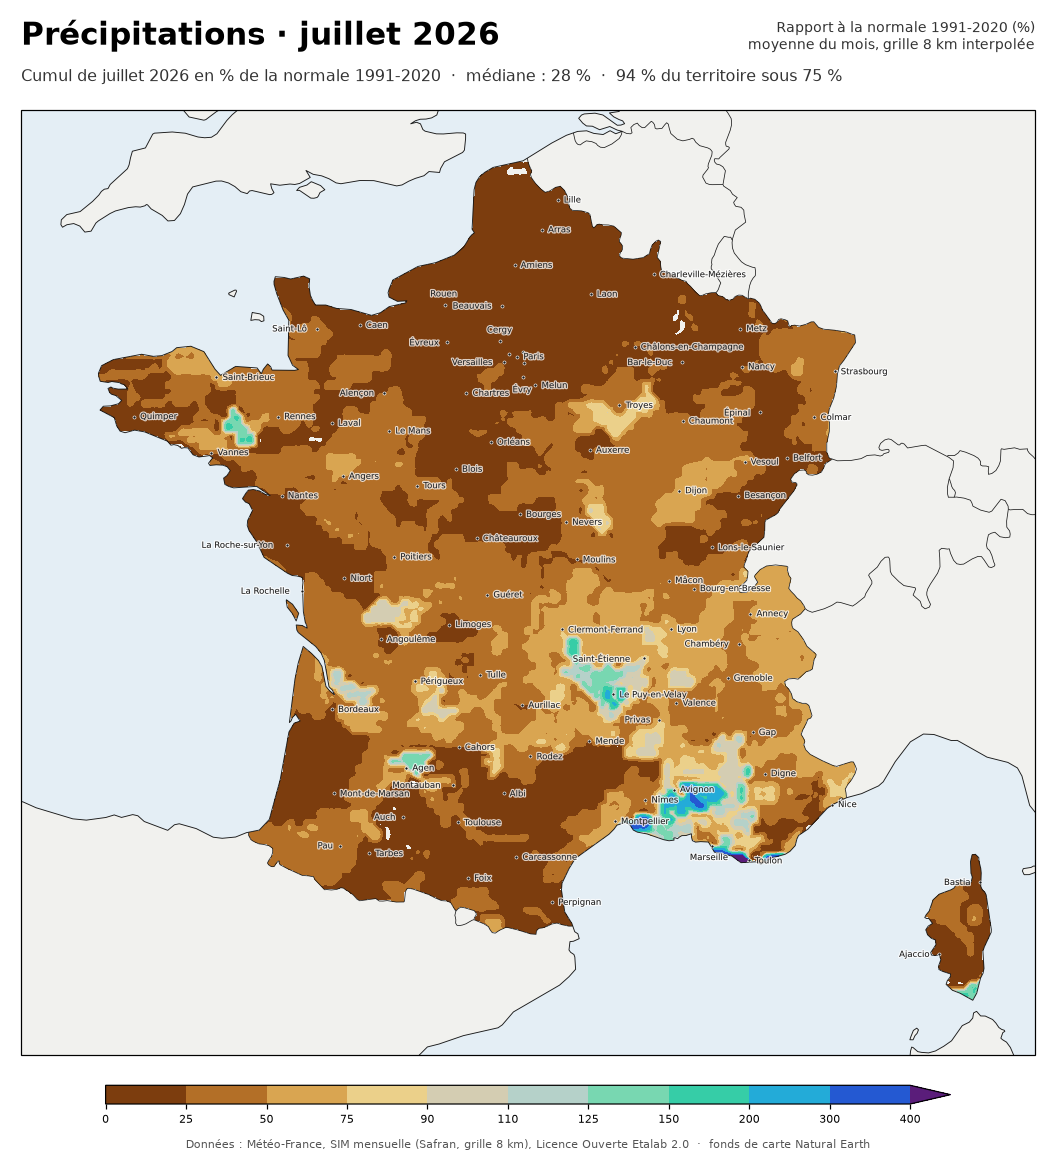 Précipitations · juillet 2026
Rapport à la normale 1991-2020 (%)
moyenne du mois, grille 8 km interpolée
Cumul de juillet 2026 en % de la normale 1991-2020 · médiane : 28 % · 94 % du territoire sous 75 %
Lille
Arras
Amiens
Charleville-Mézières
Rouen
Laon
Beauvais
Saint-Lô
Caen
Cergy
Metz
Évreux
Châlons-en-Champagne
Versailles
Paris
Bar-le-Duc
Nancy
Strasbourg
Saint-Brieuc
Melun
Évry
Alençon
Chartres
Troyes
Épinal
Quimper
Rennes
Colmar
Laval
Chaumont
Le Mans
Orléans
Vannes
Auxerre
Vesoul
Belfort
Blois
Angers
Tours
Dijon
Nantes
Besançon
Bourges
Nevers
Châteauroux
La Roche-sur-Yon
Lons-le-Saunier
Poitiers
Moulins
Niort
Mâcon
Bourg-en-Bresse
La Rochelle
Guéret
Annecy
Limoges
Clermont-Ferrand
Lyon
Angoulême
Chambéry
Saint-Étienne
Tulle
Grenoble
Périgueux
Le Puy-en-Velay
Valence
Bordeaux
Aurillac
Privas
Gap
Mende
Cahors
Rodez
Agen
Digne
Montauban
Avignon
Mont-de-Marsan
Albi
Nîmes
Nice
Auch
Toulouse
Montpellier
Pau
Tarbes
Carcassonne
Marseille
Toulon
Foix
Bastia
Perpignan
Ajaccio
0 25 50 75 90 110 125 150 200 300 400
Données : Météo-France, SIM mensuelle (Safran, grille 8 km), Licence Ouverte Etalab 2.0 · fonds de carte Natural Earth